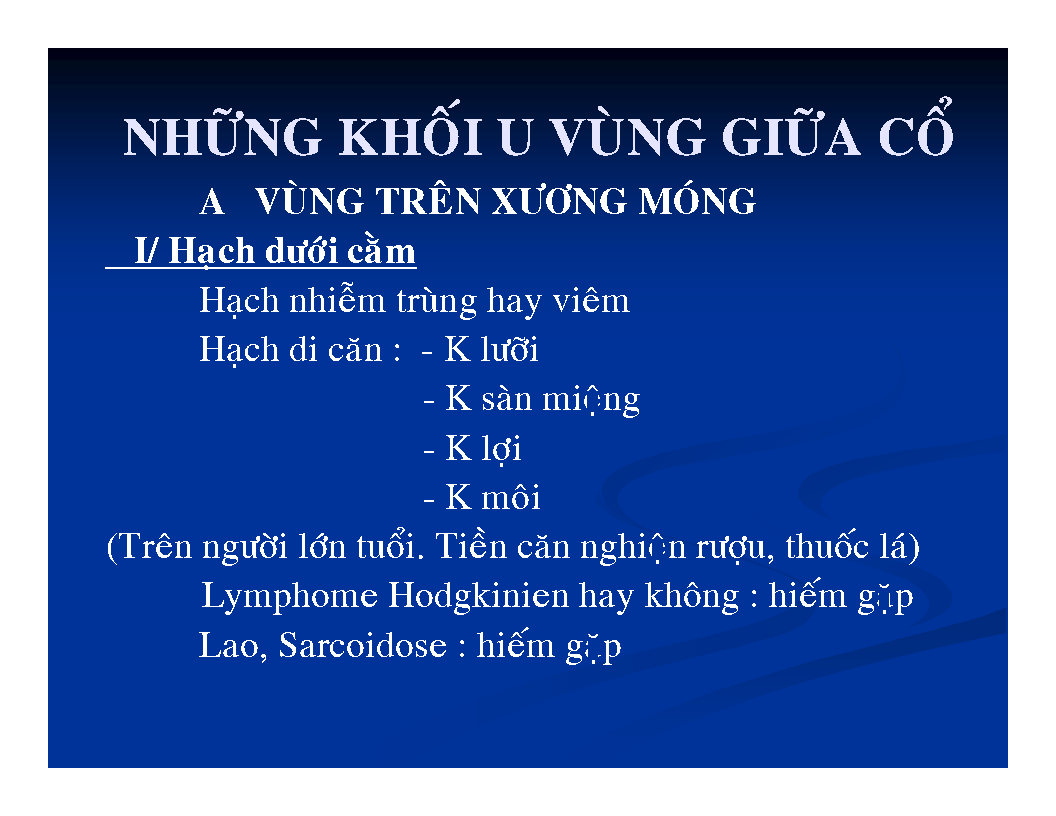 NHỮNG KHỐI U VÙNG GIỮA CỔ
A VÙNG TRÊN XƯƠNG MÓNG
I/ Hạch dưới cằm
Hạch nhiễm trùng hay viêm
Hạch di căn : - K lưỡi
- K sàn miệng
- K lợi
- K môi
(Trên người lớn tuổi. Tiền căn nghiện rượu, thuốc lá)
Lymphome Hodgkinien hay không : hiếm gặp
Lao, Sarcoidose : hiếm gặp